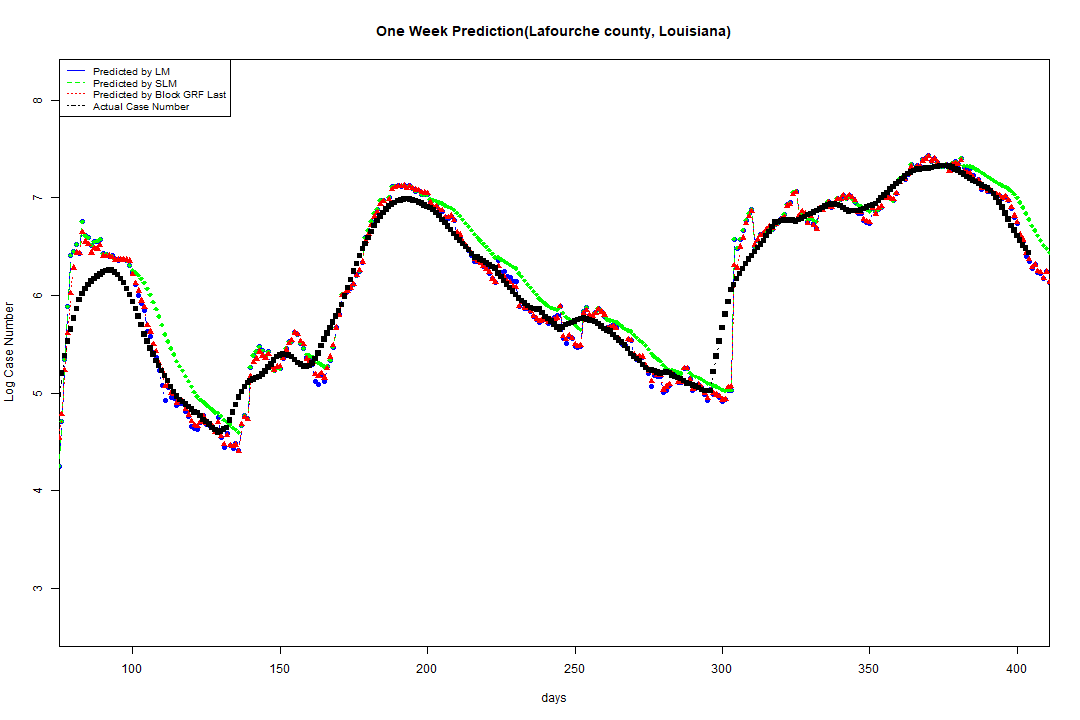 One Week Prediction(Lafourche county, Louisiana)
Predicted by LM
Predicted by SLM
Predicted by Block GRF Last
Actual Case Number
8
7
6
5
4
3
Log Case Number
100 150 200 250 300 350 400
days